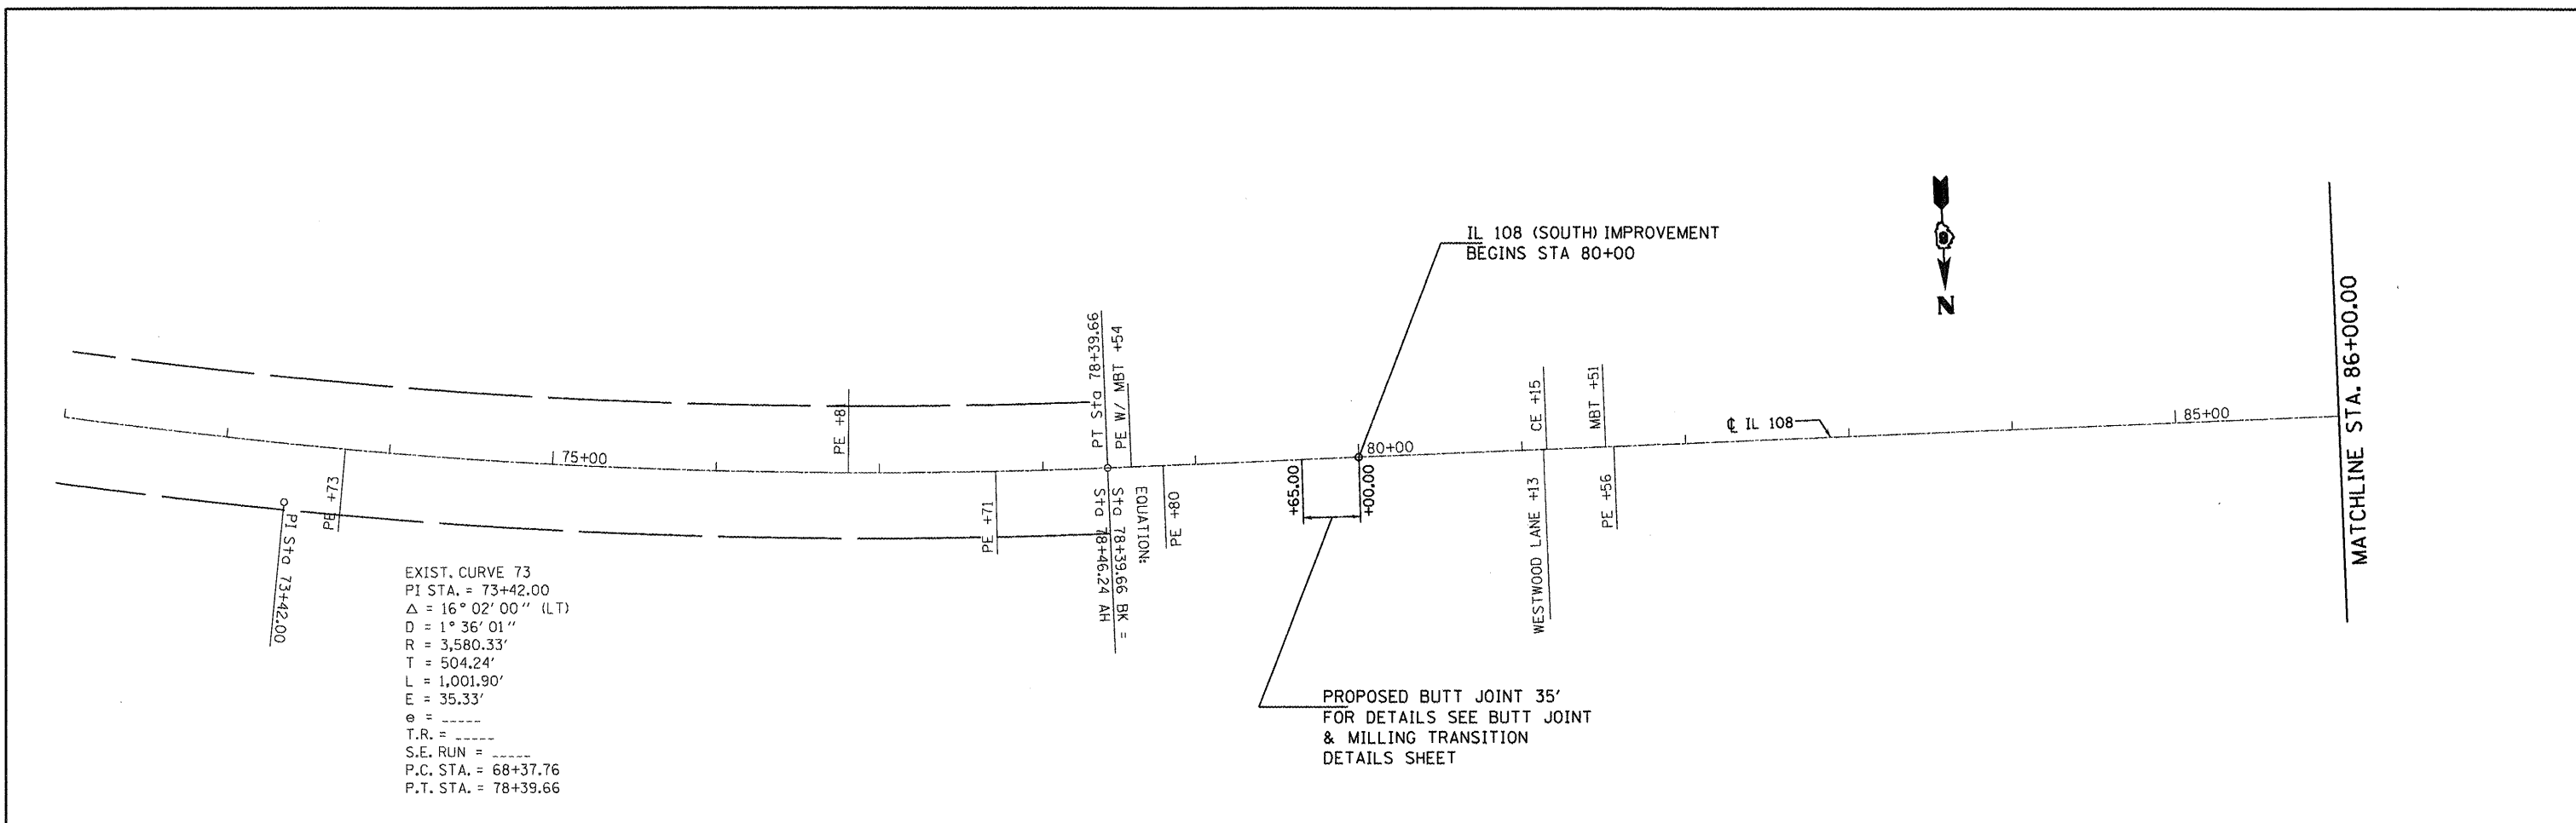 IL 108 (SOUTH) IMPROVEMENT
BEGINS STA 80+00
N
MATCHLINE STA. 86+00.00
PT Sta 78+39.66
PE W/ MBT +54
PE +81
CE +15
MBT +51
℄ IL 108
85+00
80+00
75+00
PE +73
PI Sta 73+42.00
PE +71
EQUATION:
Sta 78+39.66 BK =
Sta 78+46.24 AH
PE +80
+65.00
+00.00
WESTWOOD LANE +13
PE +56
EXIST. CURVE 73
PI STA. = 73+42.00
Δ = 16° 02' 00" (LT)
D = 1° 36' 01"
R = 3,580.33'
T = 504.24'
L = 1,001.90'
E = 35.33'
e = _____
T.R. = _____
S.E. RUN = _____
P.C. STA. = 68+37.76
P.T. STA. = 78+39.66
PROPOSED BUTT JOINT 35'
FOR DETAILS SEE BUTT JOINT
& MILLING TRANSITION
DETAILS SHEET